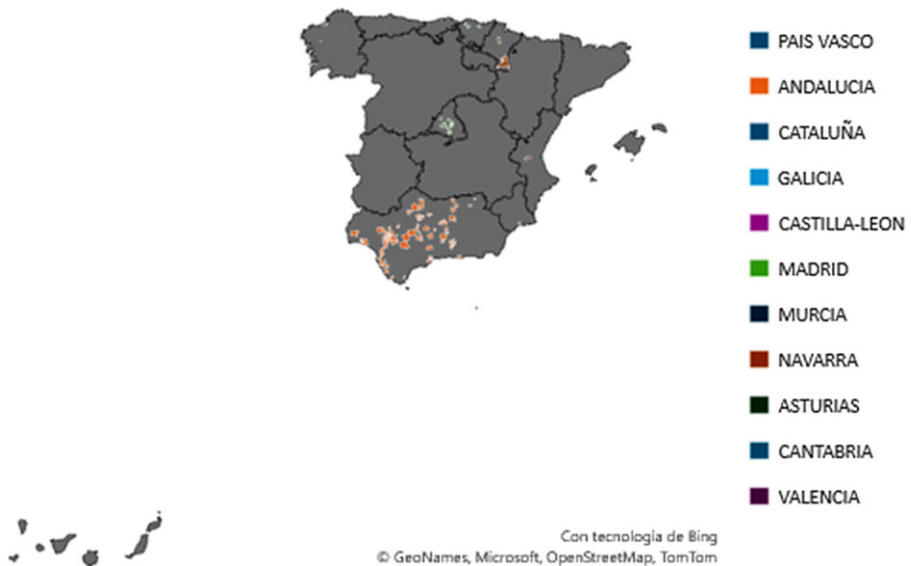 PAIS VASCO
ANDALUCIA
CATALUÑA
GALICIA
CASTILLA-LEON
MADRID
MURCIA
NAVARRA
ASTURIAS
CANTABRIA
VALENCIA
Con tecnología de Bing
© GeoNames, Microsoft, OpenStreetMap, TomTom